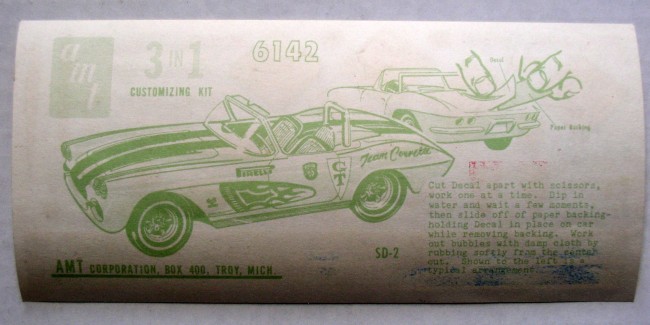 amt
3 IN 1
CUSTOMIZING KIT
6142
Decal
Paper Backing
PIRELLI
GT
Team Corvette
Cut Decal apart with scissors,
work one at a time. Dip in
water and wait a few moments,
then slide off of paper backing-
holding Decal in place on car
while removing backing. Work
out bubbles with damp cloth by
rubbing softly from the center
out. Shown to the left is a
typical arrangement.
SD-2
AMT CORPORATION, BOX 400, TROY, MICH.